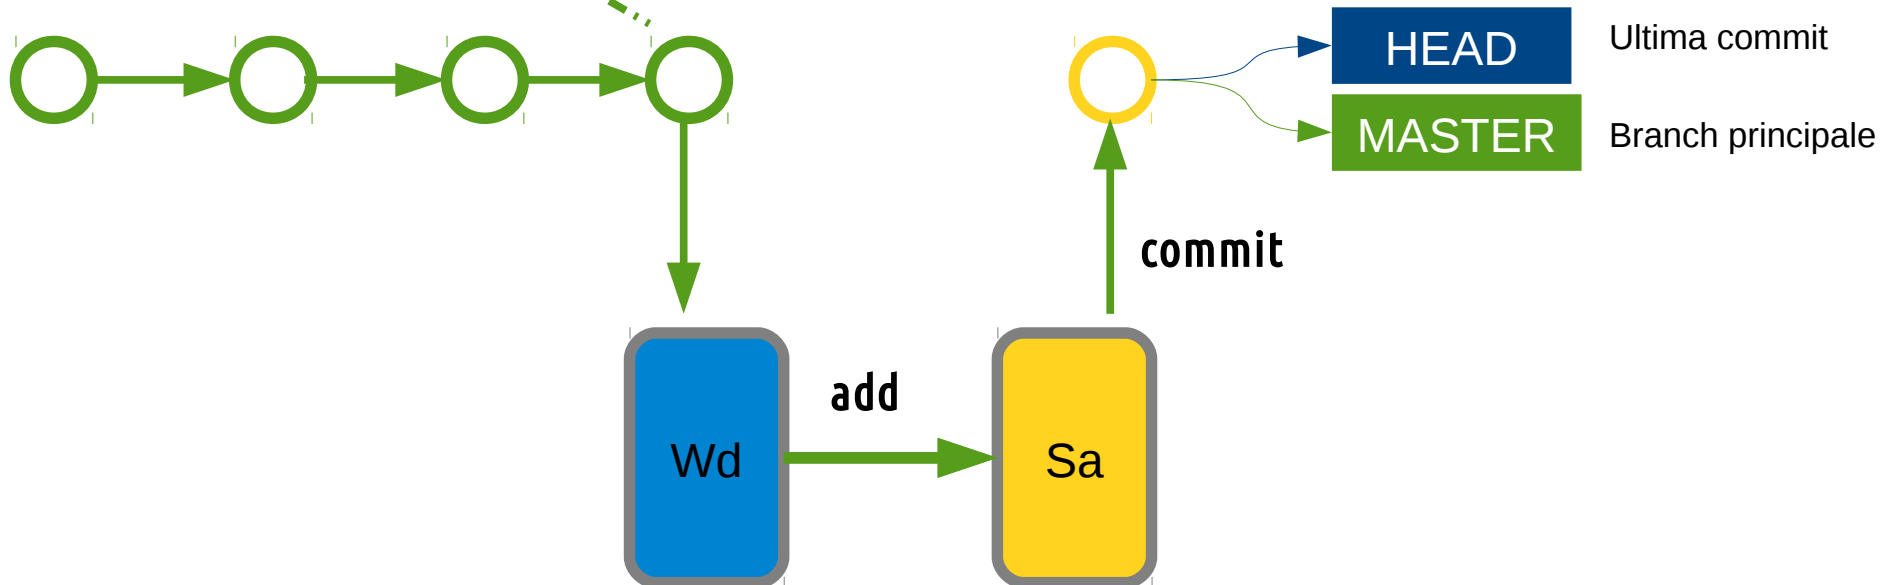 HEAD
Ultima commit
MASTER
Branch principale
commit
add
Wd
Sa